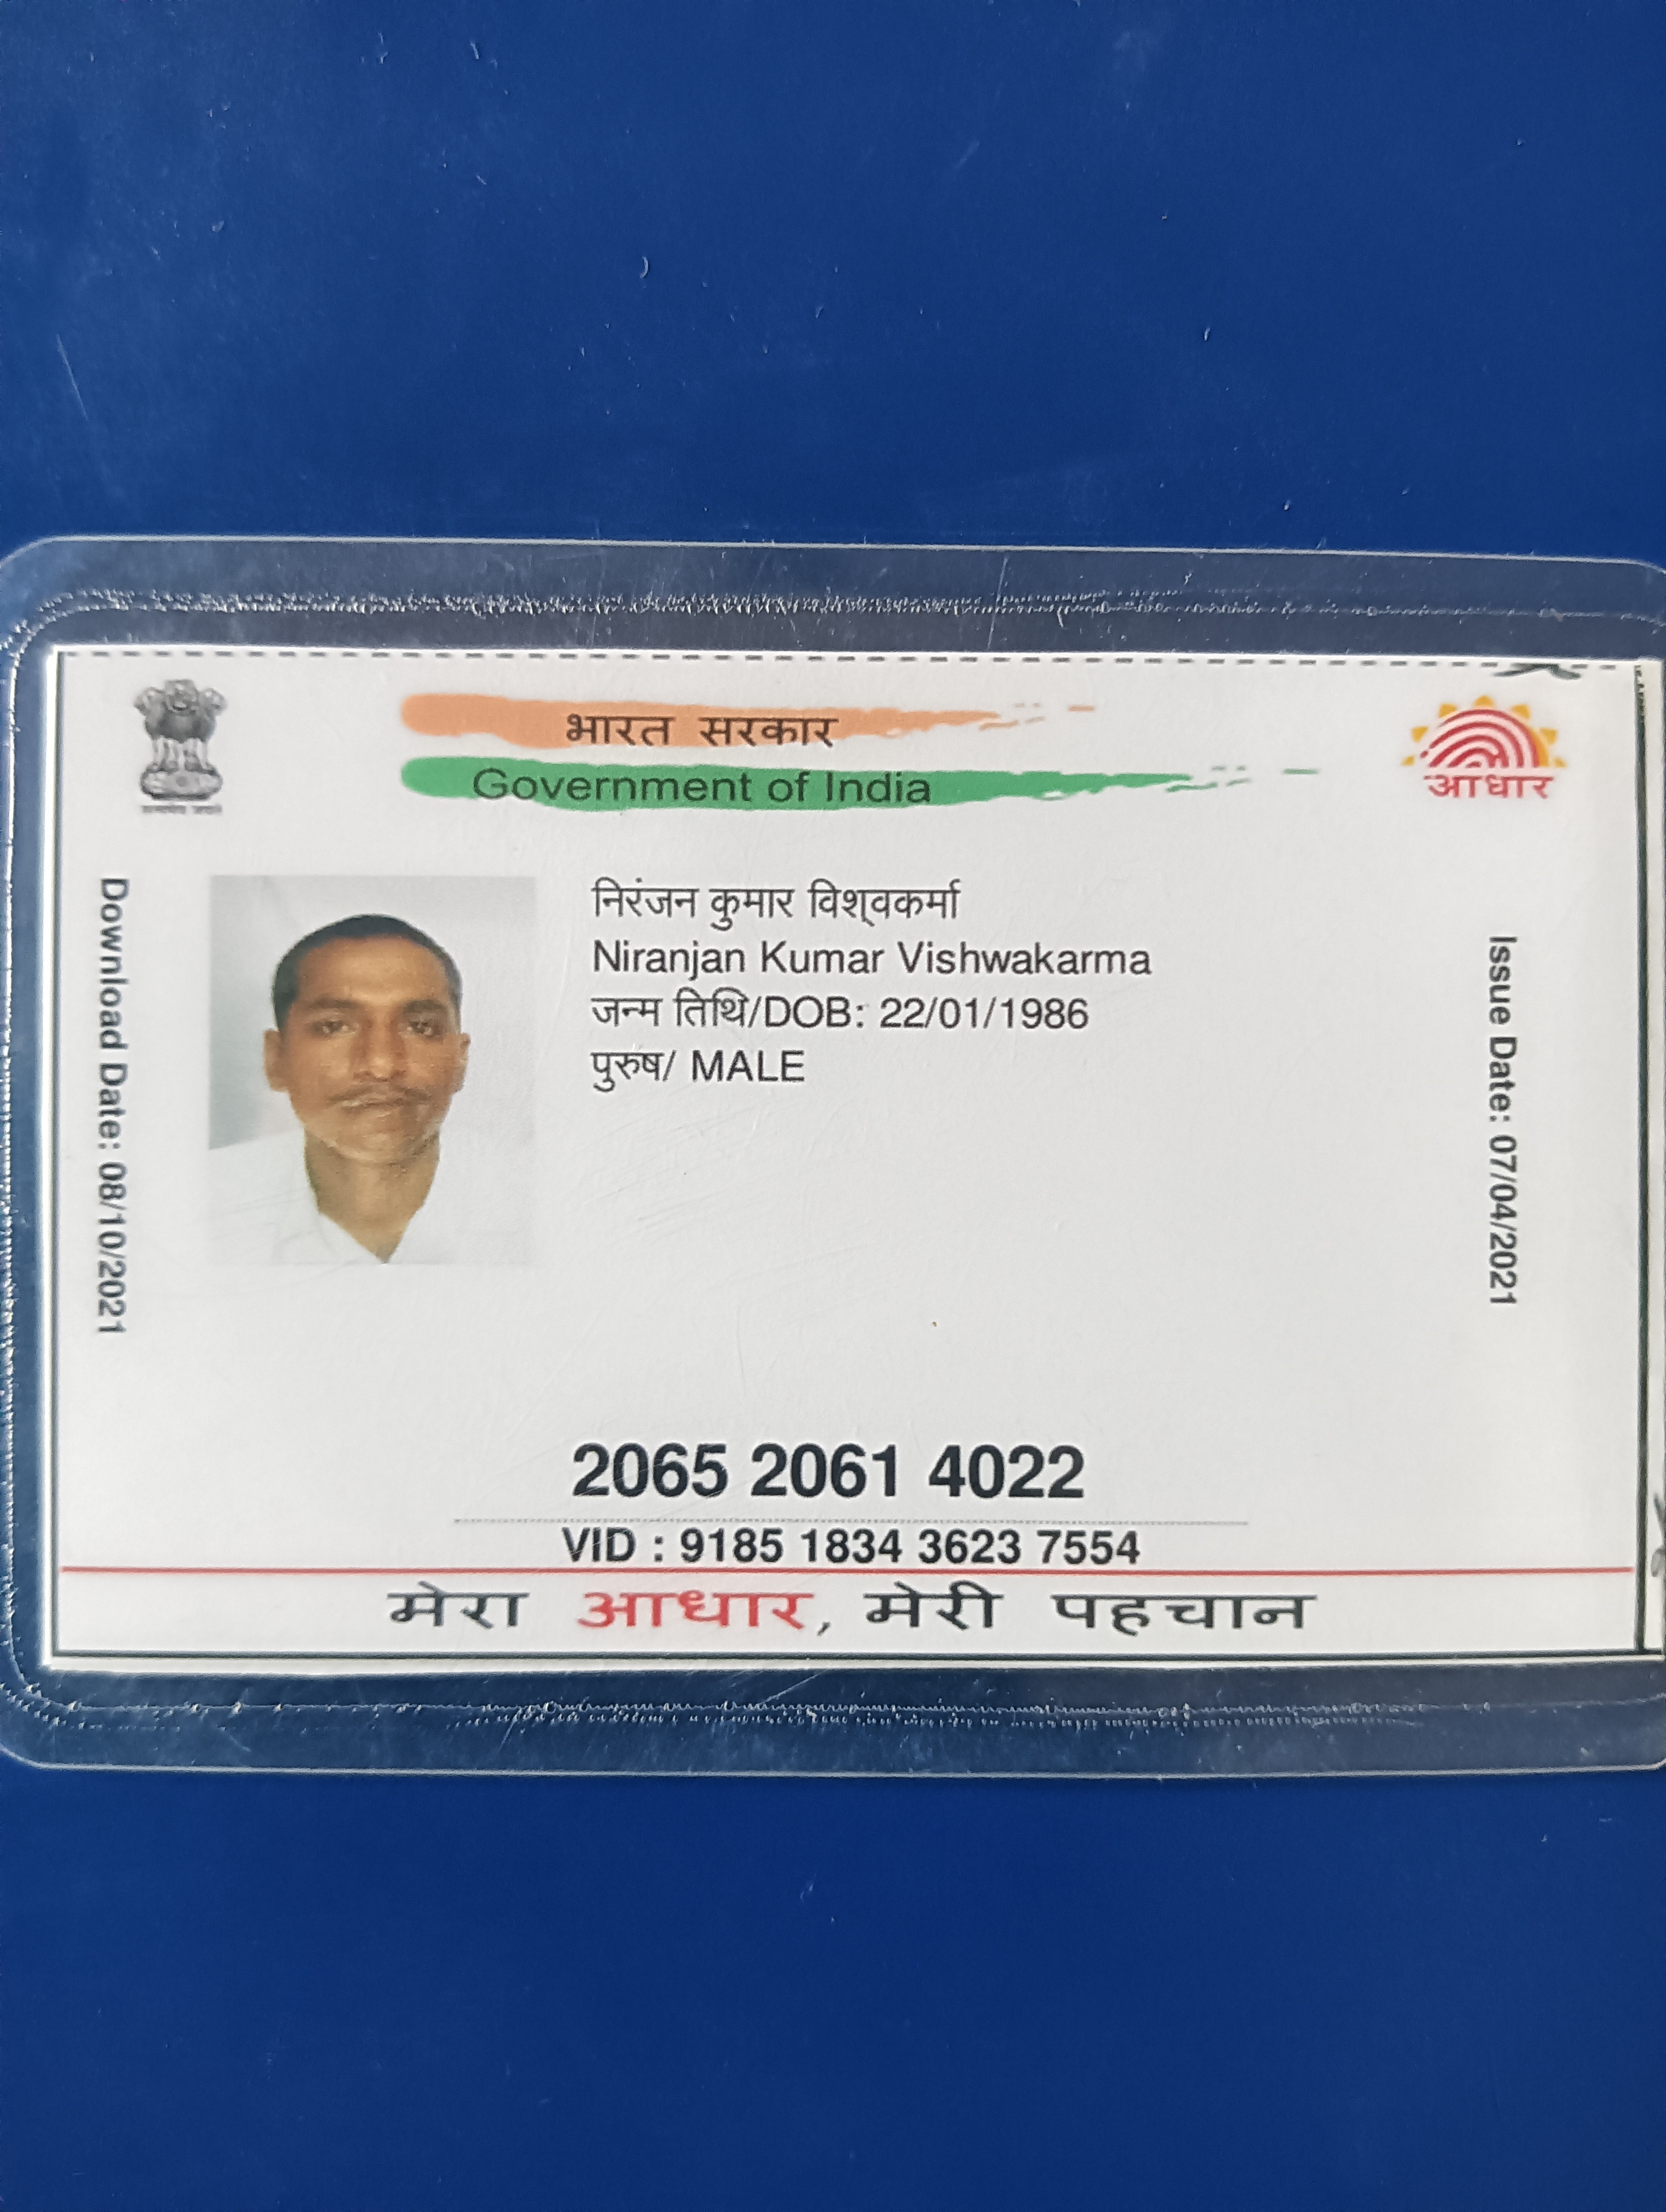 भारत सरकार
Government of India
आधार
Download Date: 08/10/2021
निरंजन कुमार विश्वकर्मा
Niranjan Kumar Vishwakarma
जन्म तिथि/DOB: 22/01/1986
पुरुष/ MALE
Issue Date: 07/04/2021
2065 2061 4022
VID : 9185 1834 3623 7554
मेरा आधार, मेरी पहचान